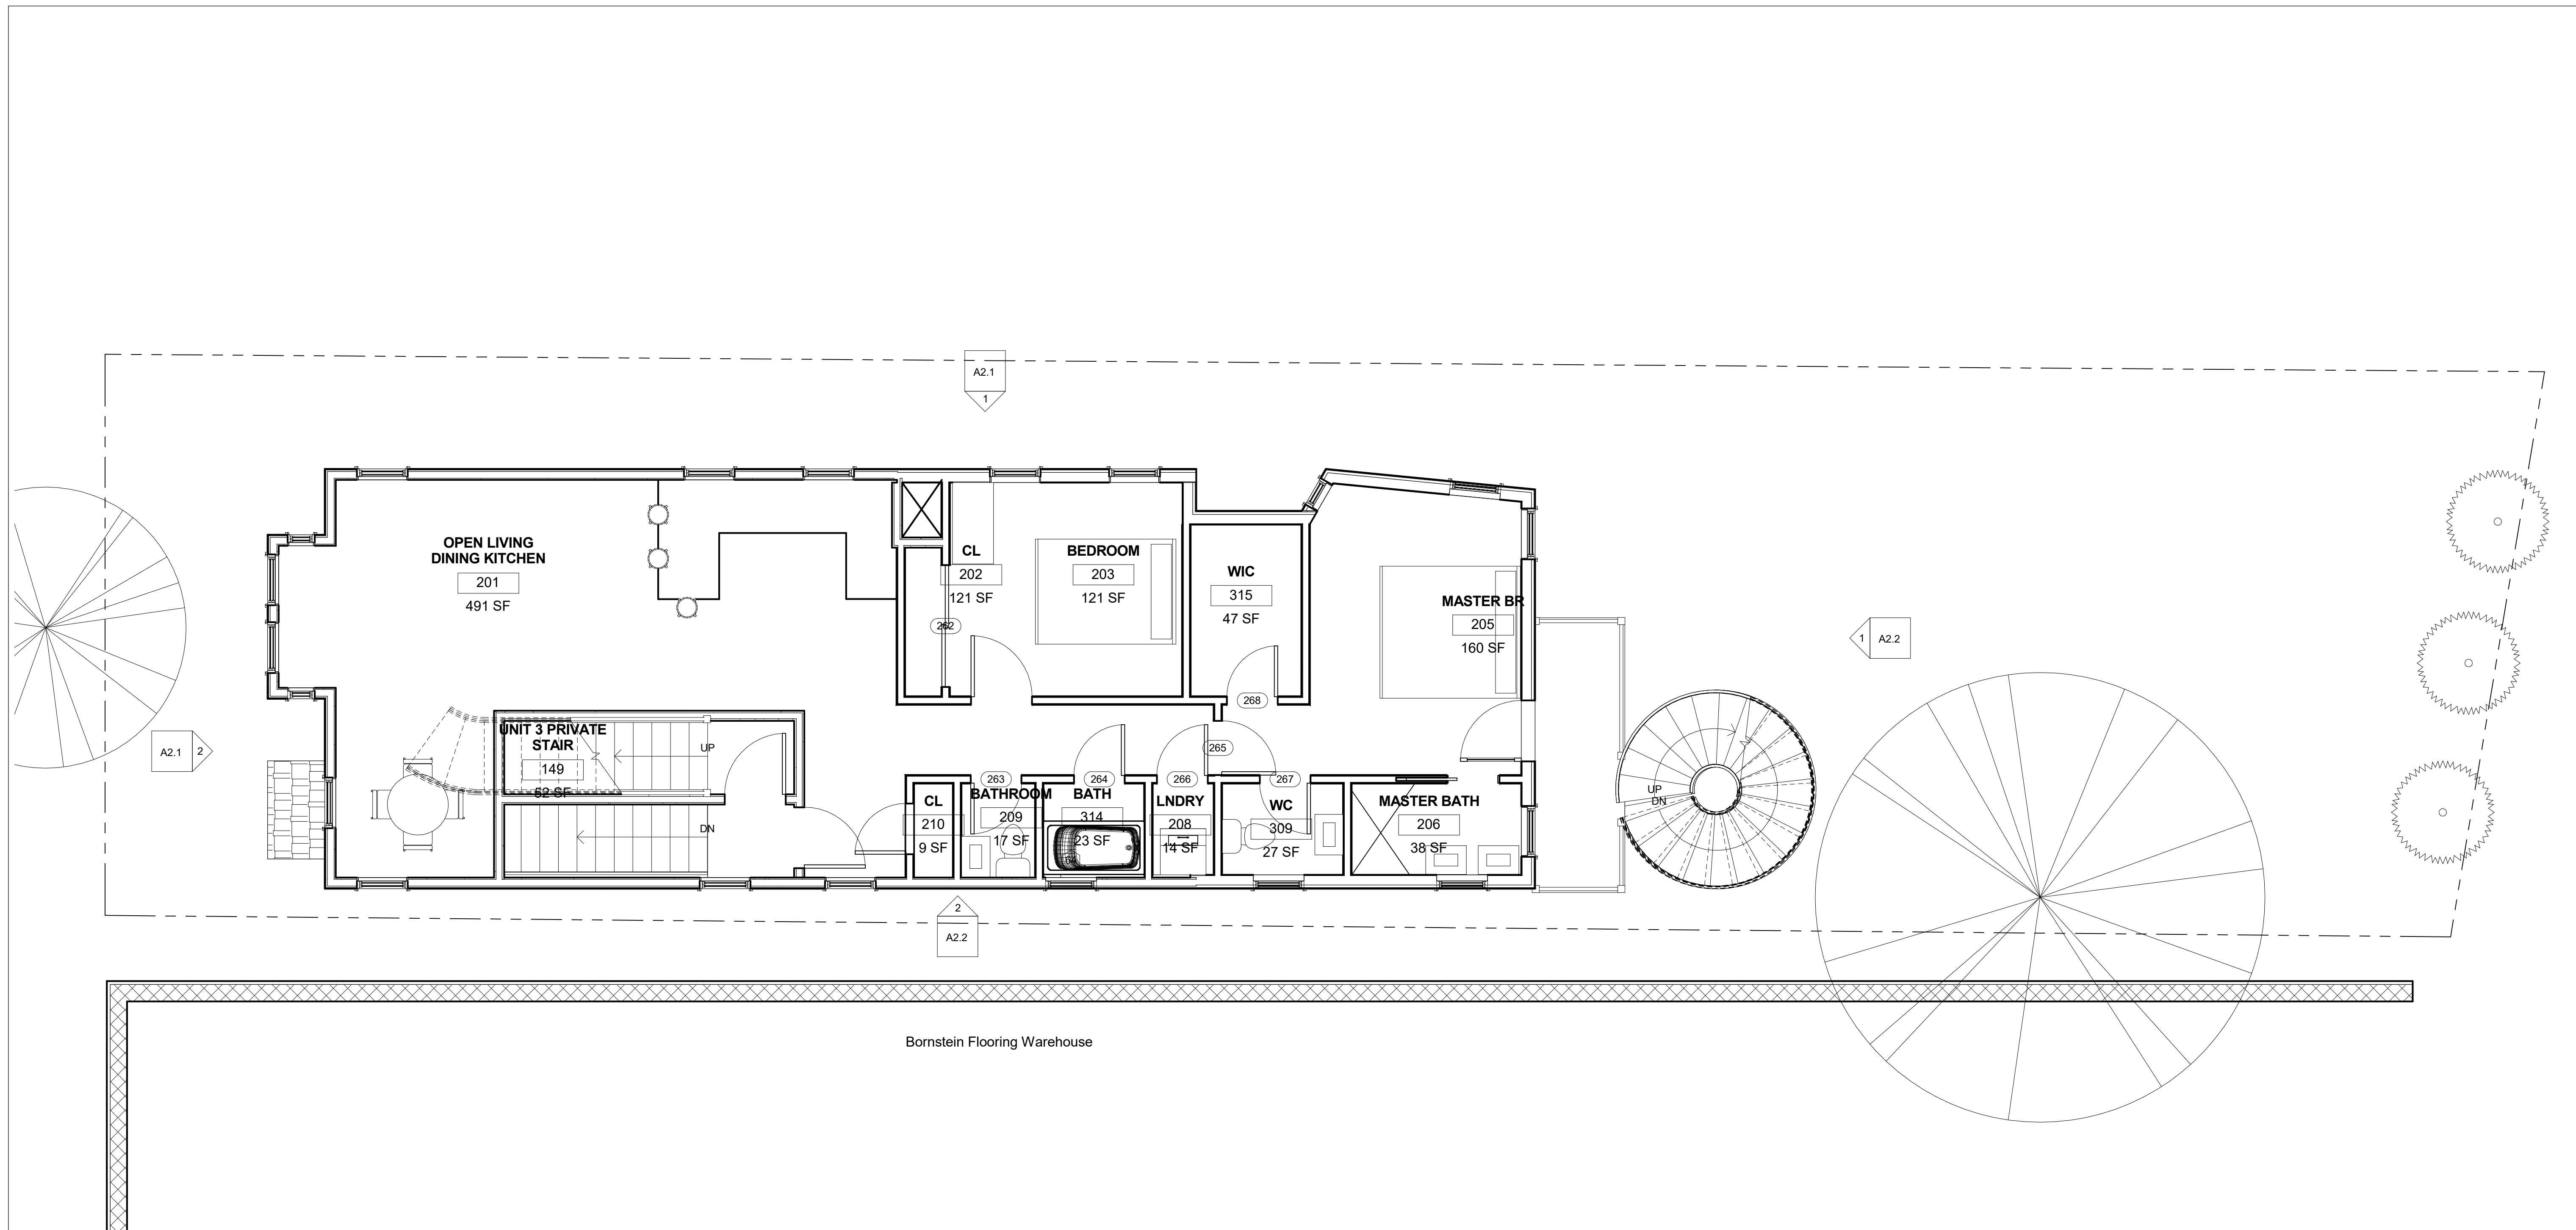 A2.1
1
OPEN LIVING
DINING KITCHEN
201
491 SF
CL
202
121 SF
BEDROOM
203
121 SF
WIC
315
47 SF
MASTER BR
205
160 SF
262
268
1
A2.2
A2.1
2
UNIT 3 PRIVATE
STAIR
149
52 SF
UP
DN
265
263
264
266
267
CL
210
9 SF
BATHROOM
209
17 SF
BATH
314
23 SF
LNDRY
208
14 SF
WC
309
27 SF
MASTER BATH
206
38 SF
UP
DN
2
A2.2
Bornstein Flooring Warehouse